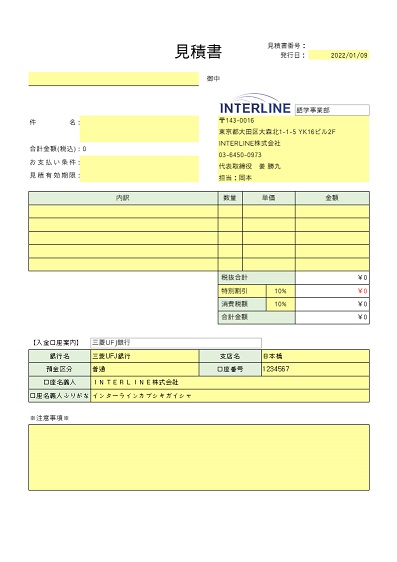 見積書
見積書番号：
発行日： 2022/01/09
御中
INTERLINE 語学事業部
〒143-0016
件名： 東京都大田区大森北1-1-5 YK16ビル2F
INTERLINE株式会社
合計金額(税込)：0 03-6450-0973
お支払い条件： 代表取締役 姜 勝九
見積有効期限： 担当：岡本
内訳 数量 単価 金額
税抜合計 ￥0
特別割引 10% ￥0
消費税額 10% ￥0
合計金額 ￥0
【入金口座案内】 三菱UFJ銀行
銀行名 三菱UFJ銀行 支店名 日本橋
預金区分 普通 口座番号 1234567
口座名義人 ＩＮＴＥＲＬＩＮＥ株式会社
口座名義人ふりがな インターラインカブシキガイシャ
※注意事項※